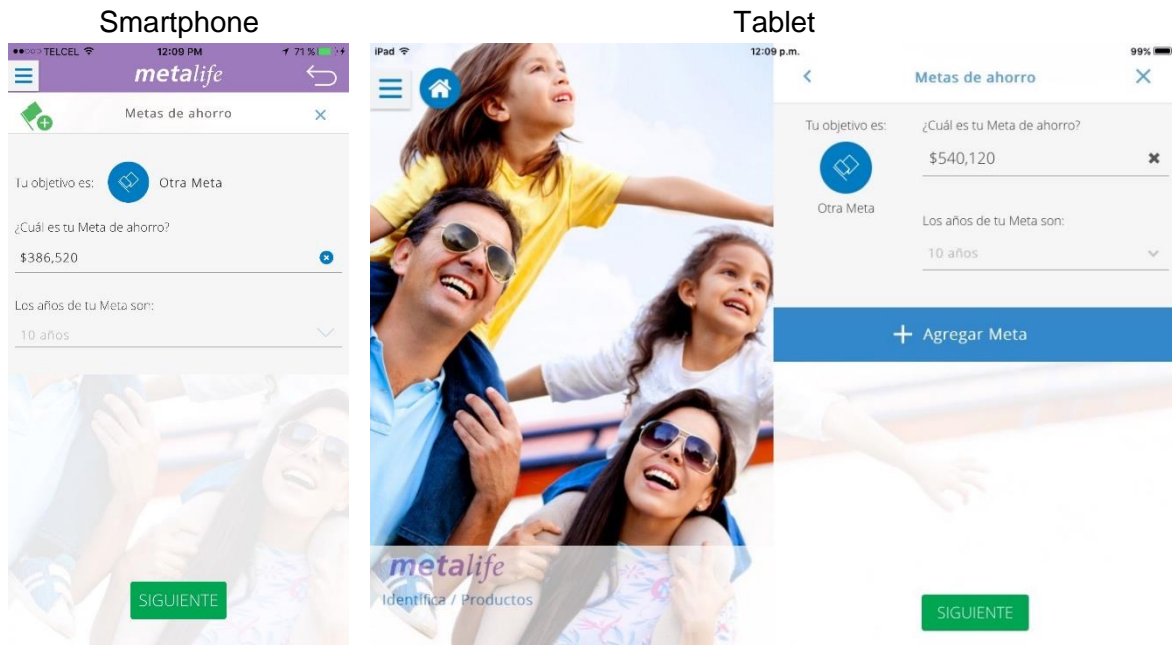 Smartphone
Tablet
TELCEL 12:09 PM 71 %
metalife
Metas de ahorro
Tu objetivo es: Otra Meta
¿Cuál es tu Meta de ahorro?
$386,520
Los años de tu Meta son:
10 años
SIGUIENTE
iPad 12:09 p.m. 99%
metalife
Identifica / Productos
Metas de ahorro
Tu objetivo es:
Otra Meta
¿Cuál es tu Meta de ahorro?
$540,120
Los años de tu Meta son:
10 años
+ Agregar Meta
SIGUIENTE